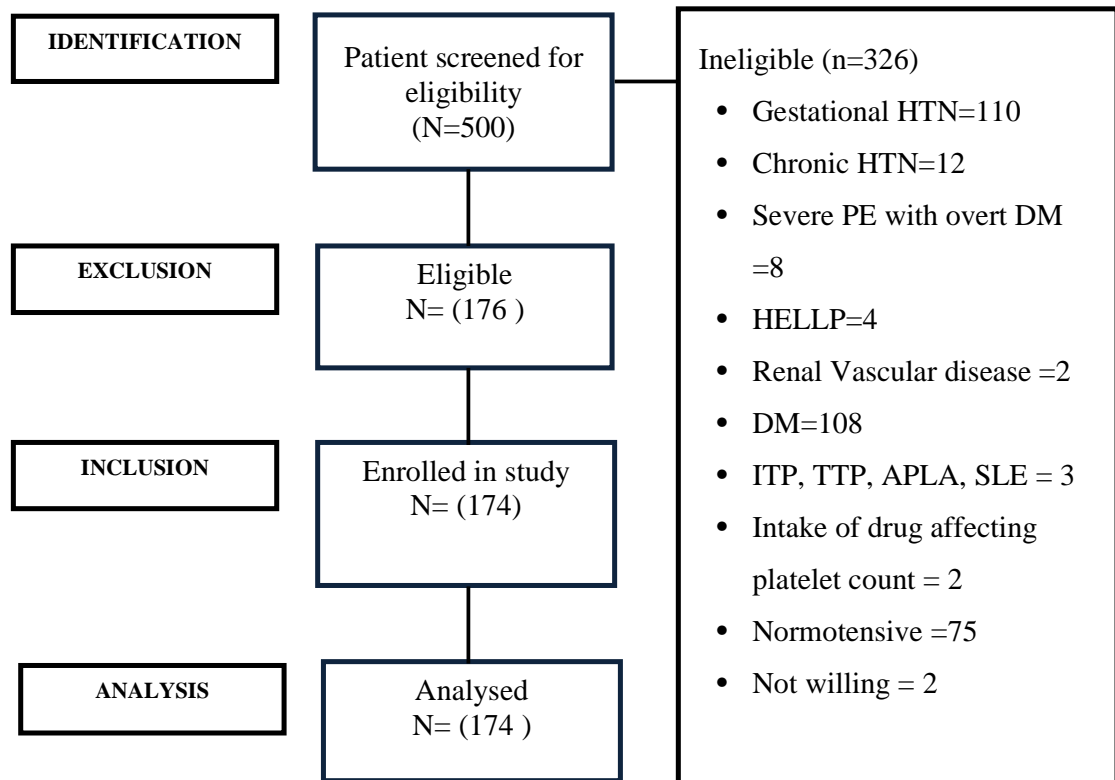 IDENTIFICATION
Patient screened for
eligibility
(N=500)
EXCLUSION
Eligible
N= (176 )
INCLUSION
Enrolled in study
N= (174)
ANALYSIS
Analysed
N= (174 )
Ineligible (n=326)
• Gestational HTN=110
• Chronic HTN=12
• Severe PE with overt DM
=8
• HELLP=4
• Renal Vascular disease =2
• DM=108
• ITP, TTP, APLA, SLE = 3
• Intake of drug affecting
platelet count = 2
• Normotensive =75
• Not willing = 2